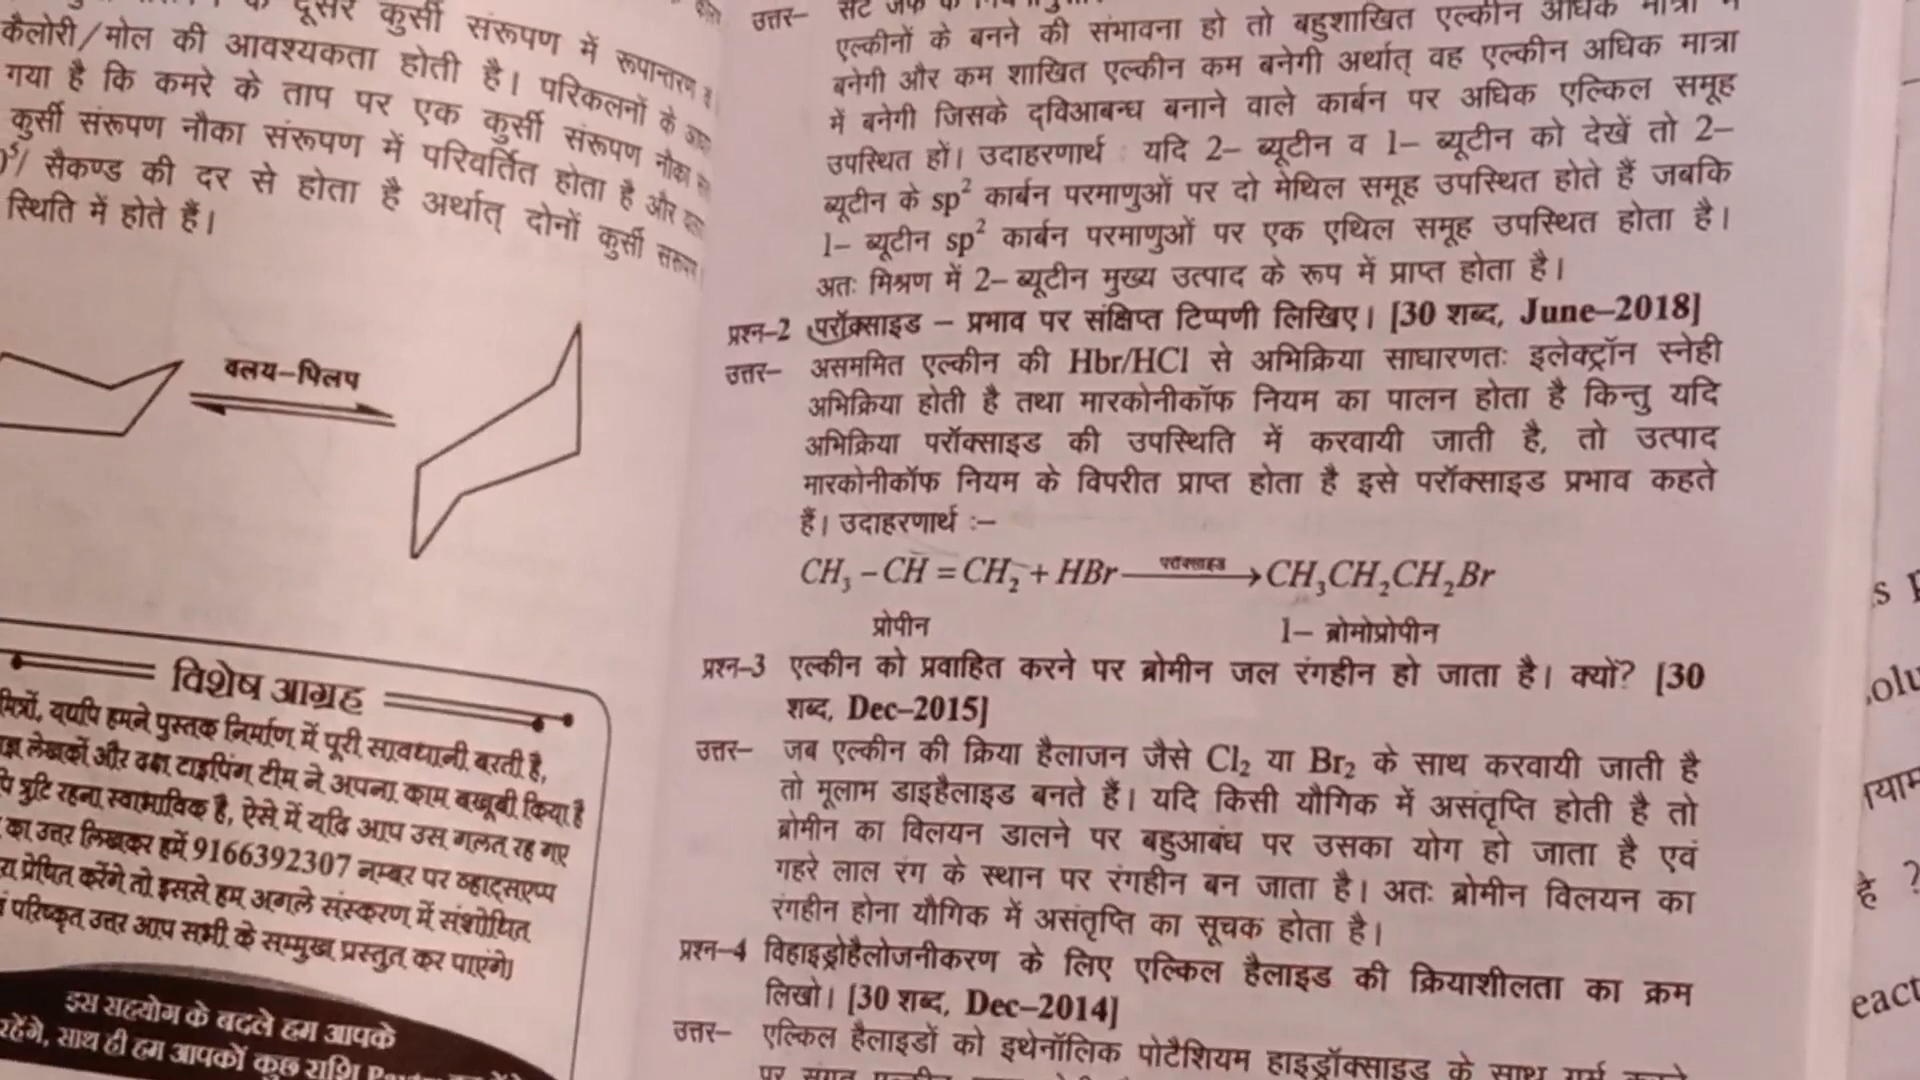 दूसरे कुर्सी संरूपण में रूपान्तरण
कैलोरी/मोल की आवश्यकता होती है। परिकलनों के
गया है कि कमरे के ताप पर एक कुर्सी संरूपण नौका
कुर्सी संरूपण नौका संरूपण में परिवर्तित होता है और
सैकण्ड की दर से होता है अर्थात् दोनों कुर्सी संरूपण
स्थिति में होते हैं।
वलय-पिलप
विशेष आग्रह
मित्रों, यद्यपि हमने पुस्तक निर्माण में पूरी सावधानी बरती है,
लेखकों और दक्ष टाइपिंग टीम ने अपना काम बखूबी किया है
त्रुटि रहना स्वाभाविक है, ऐसे में यदि आप उस गलत रह गए
का उत्तर लिखकर हमें 9166392307 नम्बर पर व्हाट्सएप्प
प्रेषित करेंगे तो इससे हम अगले संस्करण में संशोधित
परिष्कृत उत्तर आप सभी के सम्मुख प्रस्तुत कर पाएंगे।
इस सहयोग के बदले हम आपके
रहेंगे, साथ ही हम आपकों कुछ राशि
उत्तर–
एल्कीनों के बनने की संभावना हो तो बहुशाखित एल्कीन अधिक मात्रा में
बनेगी और कम शाखित एल्कीन कम बनेगी अर्थात् वह एल्कीन अधिक मात्रा
में बनेगी जिसके द्विआबन्ध बनाने वाले कार्बन पर अधिक एल्किल समूह
उपस्थित हों। उदाहरणार्थ : यदि 2– ब्यूटीन व 1– ब्यूटीन को देखें तो 2–
ब्यूटीन के sp² कार्बन परमाणुओं पर दो मेथिल समूह उपस्थित होते हैं जबकि
1– ब्यूटीन sp² कार्बन परमाणुओं पर एक एथिल समूह उपस्थित होता है।
अतः मिश्रण में 2– ब्यूटीन मुख्य उत्पाद के रूप में प्राप्त होता है।
प्रश्न–2 परॉक्साइड – प्रभाव पर संक्षिप्त टिप्पणी लिखिए। [30 शब्द, June–2018]
उत्तर– असममित एल्कीन की Hbr/HCl से अभिक्रिया साधारणतः इलेक्ट्रॉन स्नेही
अभिक्रिया होती है तथा मारकोनीकॉफ नियम का पालन होता है किन्तु यदि
अभिक्रिया परॉक्साइड की उपस्थिति में करवायी जाती है, तो उत्पाद
मारकोनीकॉफ नियम के विपरीत प्राप्त होता है इसे परॉक्साइड प्रभाव कहते
हैं। उदाहरणार्थ :–
CH₃ – CH = CH₂ + HBr —परॉक्साइड→ CH₃CH₂CH₂Br
प्रोपीन 1– ब्रोमोप्रोपीन
प्रश्न–3 एल्कीन को प्रवाहित करने पर ब्रोमीन जल रंगहीन हो जाता है। क्यों? [30
शब्द, Dec–2015]
उत्तर– जब एल्कीन की क्रिया हैलाजन जैसे Cl₂ या Br₂ के साथ करवायी जाती है
तो मूलाभ डाइहैलाइड बनते हैं। यदि किसी यौगिक में असंतृप्ति होती है तो
ब्रोमीन का विलयन डालने पर बहुआबंध पर उसका योग हो जाता है एवं
गहरे लाल रंग के स्थान पर रंगहीन बन जाता है। अतः ब्रोमीन विलयन का
रंगहीन होना यौगिक में असंतृप्ति का सूचक होता है।
प्रश्न–4 विहाइड्रोहैलोजनीकरण के लिए एल्किल हैलाइड की क्रियाशीलता का क्रम
लिखो। [30 शब्द, Dec–2014]
उत्तर– एल्किल हैलाइडों को इथेनॉलिक पोटैशियम हाइड्रॉक्साइड के साथ गर्म करने